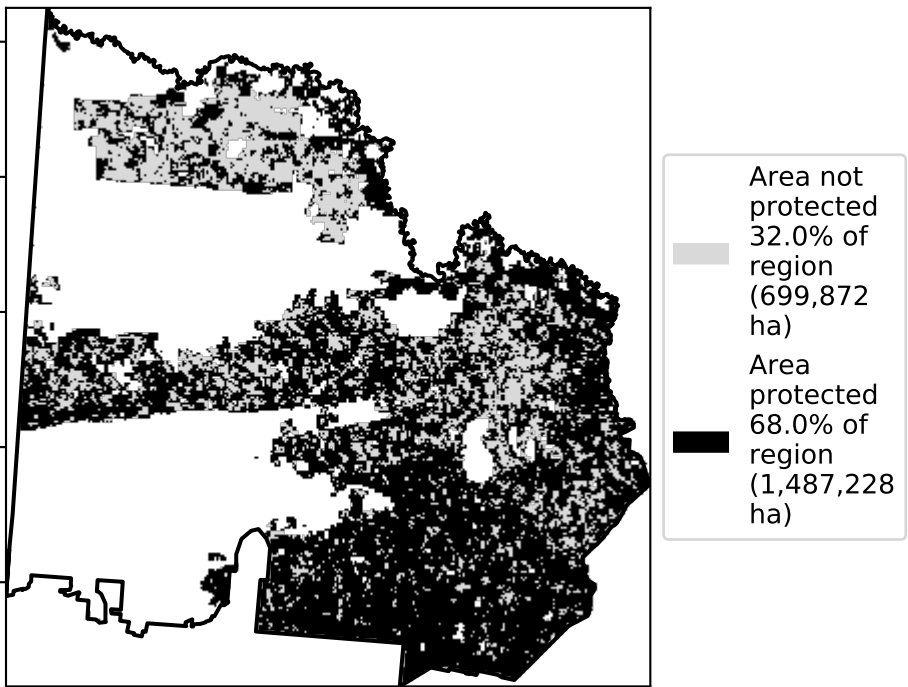 Area not
protected
32.0% of
region
(699,872
ha)
Area
protected
68.0% of
region
(1,487,228
ha)